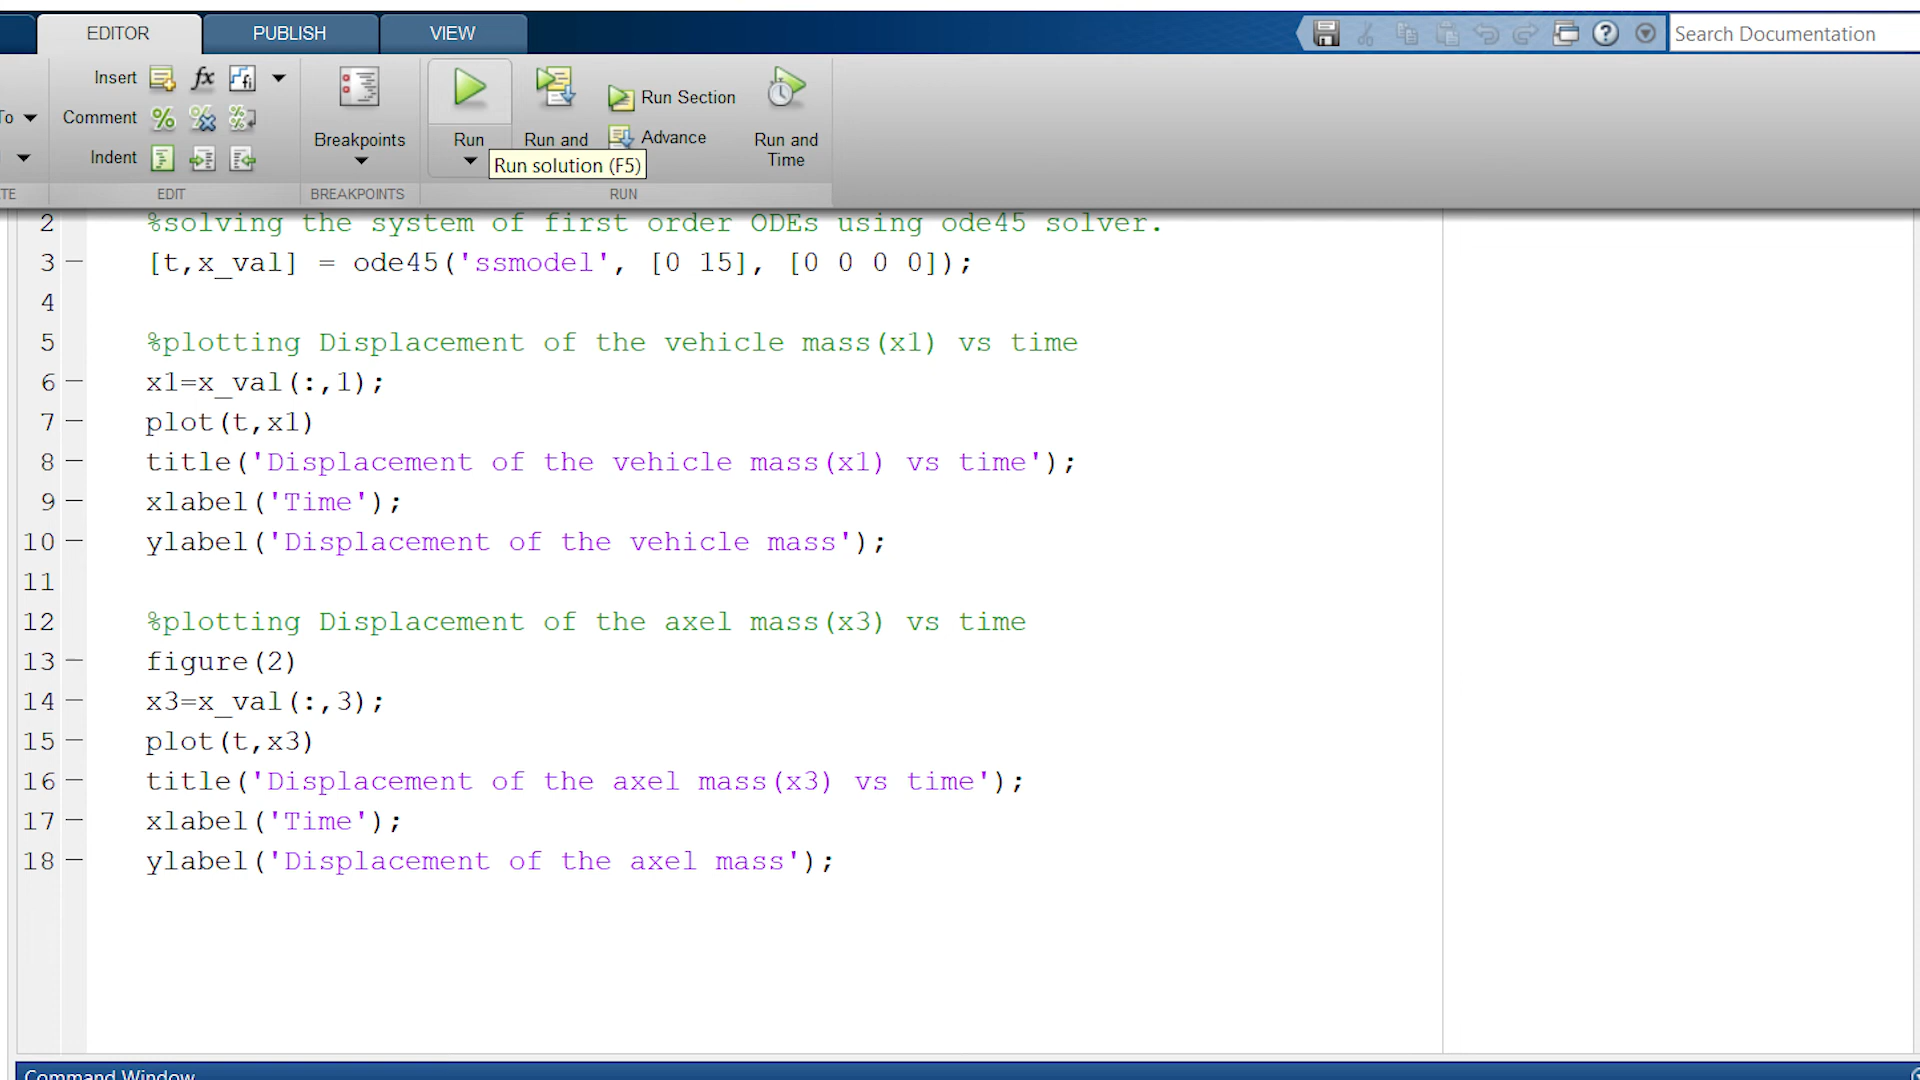 EDITOR PUBLISH VIEW Search Documentation
Insert fx
To Comment
Indent
Breakpoints Run Run and Run Section Advance Run and Time
Run solution (F5)
TE EDIT BREAKPOINTS RUN
2 %solving the system of first order ODEs using ode45 solver.
3 — [t,x_val] = ode45('ssmodel', [0 15], [0 0 0 0]);
4
5 %plotting Displacement of the vehicle mass(x1) vs time
6 — x1=x_val(:,1);
7 — plot(t,x1)
8 — title('Displacement of the vehicle mass(x1) vs time');
9 — xlabel('Time');
10 — ylabel('Displacement of the vehicle mass');
11
12 %plotting Displacement of the axel mass(x3) vs time
13 — figure(2)
14 — x3=x_val(:,3);
15 — plot(t,x3)
16 — title('Displacement of the axel mass(x3) vs time');
17 — xlabel('Time');
18 — ylabel('Displacement of the axel mass');
Command Window